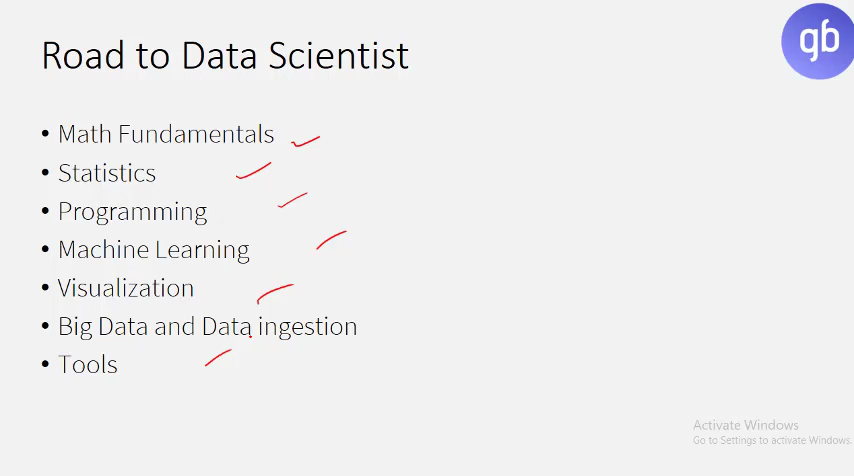 gb
Road to Data Scientist
• Math Fundamentals
• Statistics
• Programming
• Machine Learning
• Visualization
• Big Data and Data ingestion
• Tools
Activate Windows
Go to Settings to activate Windows.